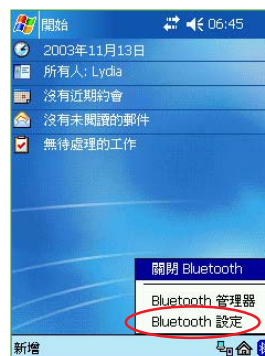 開始 06:45
2003年11月13日
所有人: Lydia
沒有近期約會
沒有未閱讀的郵件
無待處理的工作
關閉 Bluetooth
Bluetooth 管理器
Bluetooth 設定
新增